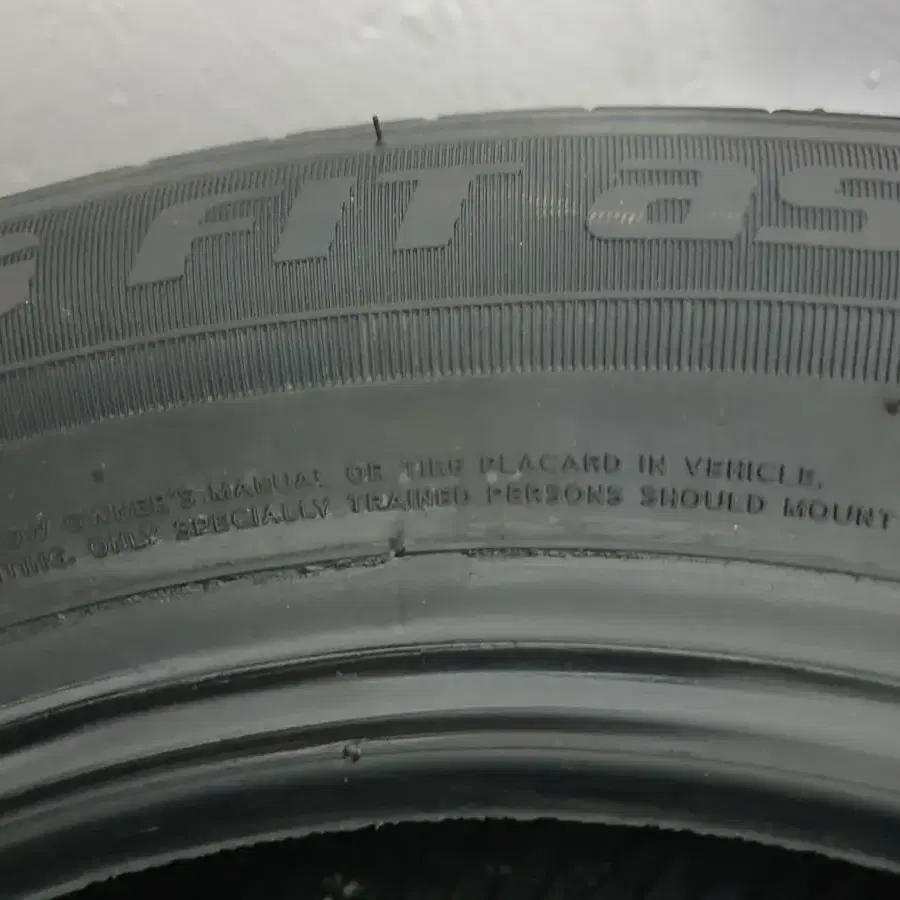 FIT as
OWNER'S MANUAL OR TIRE PLACARD IN VEHICLE.
ONLY SPECIALLY TRAINED PERSONS SHOULD MOUNT